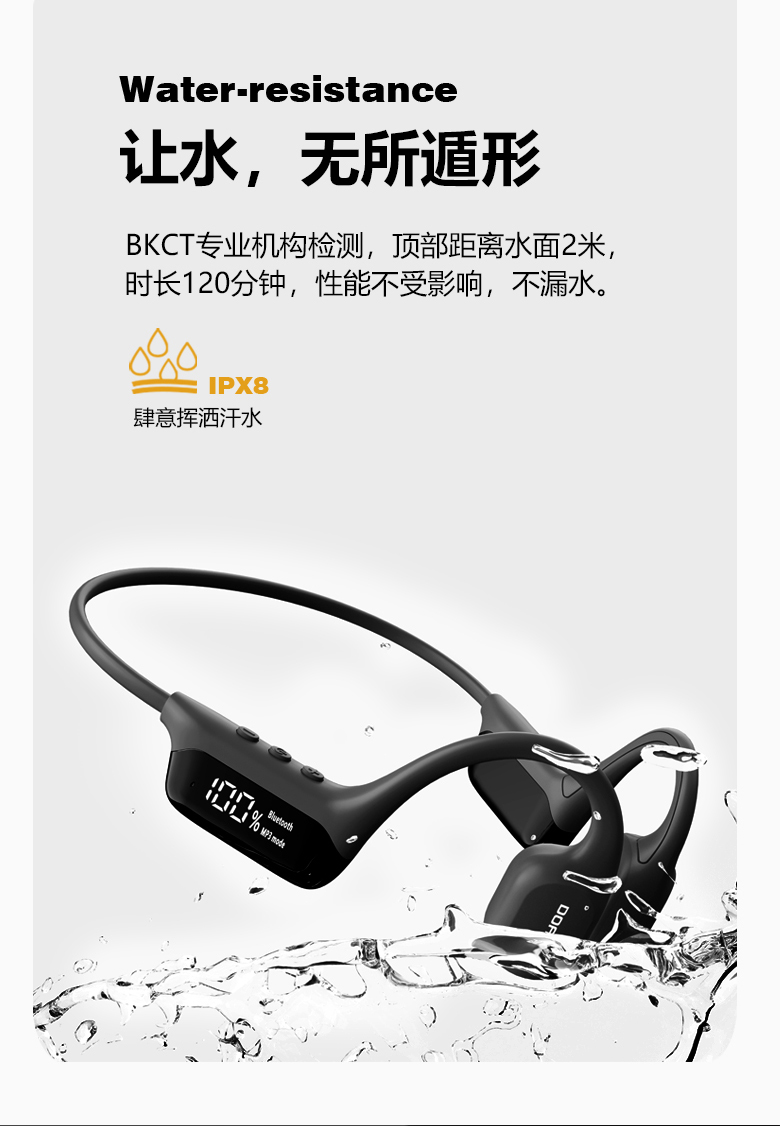 Water-resistance
让水，无所遁形
BKCT专业机构检测，顶部距离水面2米，
时长120分钟，性能不受影响，不漏水。
IPX8
肆意挥洒汗水
100%
Bluetooth
MP3 mode